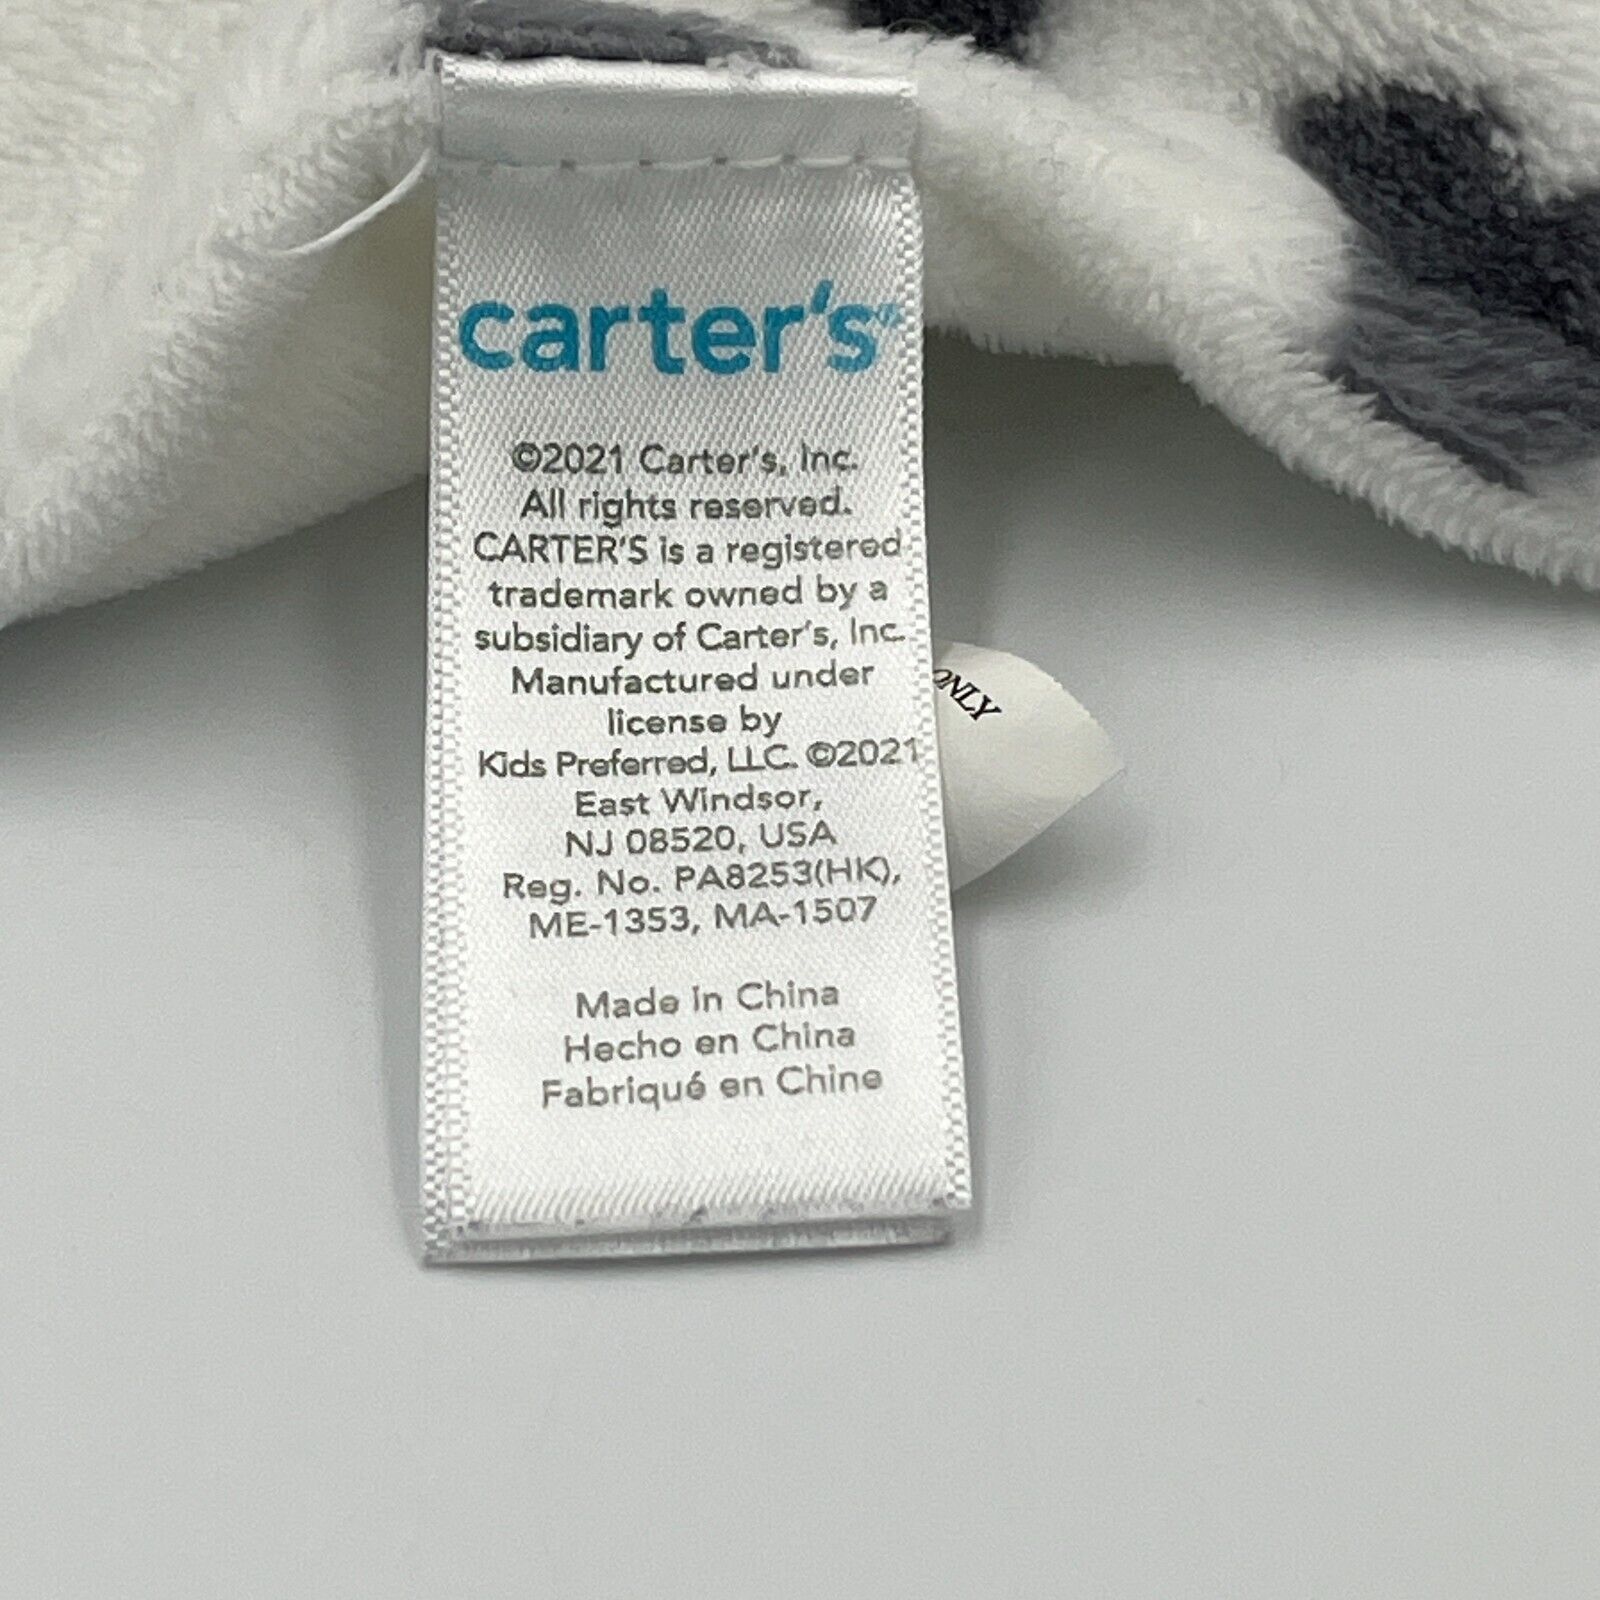 carter's
©2021 Carter's, Inc.
All rights reserved.
CARTER'S is a registered
trademark owned by a
subsidiary of Carter's, Inc.
Manufactured under
license by
Kids Preferred, LLC. ©2021
East Windsor,
NJ 08520, USA
Reg. No. PA8253(HK),
ME-1353, MA-1507
Made in China
Hecho en China
Fabriqué en Chine
ONLY